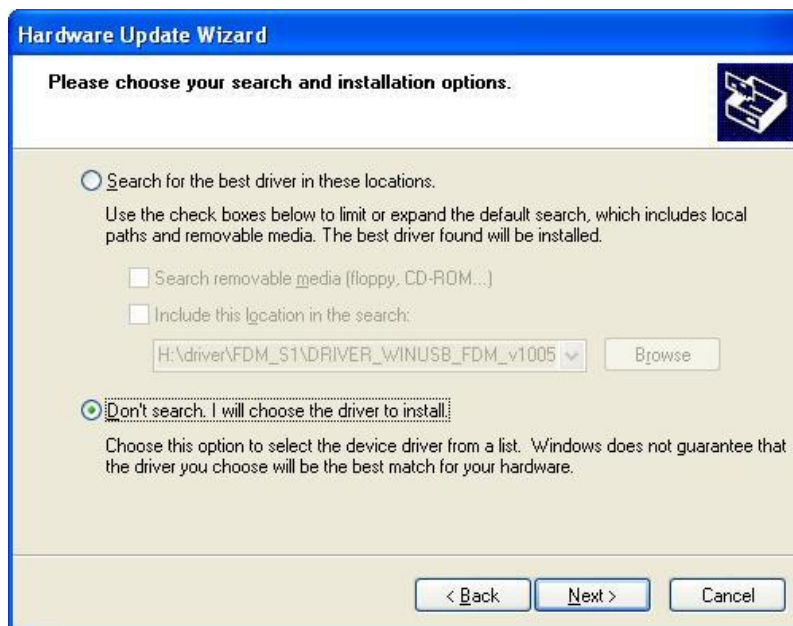 Hardware Update Wizard
Please choose your search and installation options.
Search for the best driver in these locations.
Use the check boxes below to limit or expand the default search, which includes local
paths and removable media. The best driver found will be installed.
Search removable media (floppy, CD-ROM...)
Include this location in the search:
H:\driver\FDM_S1\DRIVER_WINUSB_FDM_v1005
Browse
Don't search. I will choose the driver to install.
Choose this option to select the device driver from a list. Windows does not guarantee that
the driver you choose will be the best match for your hardware.
< Back
Next >
Cancel